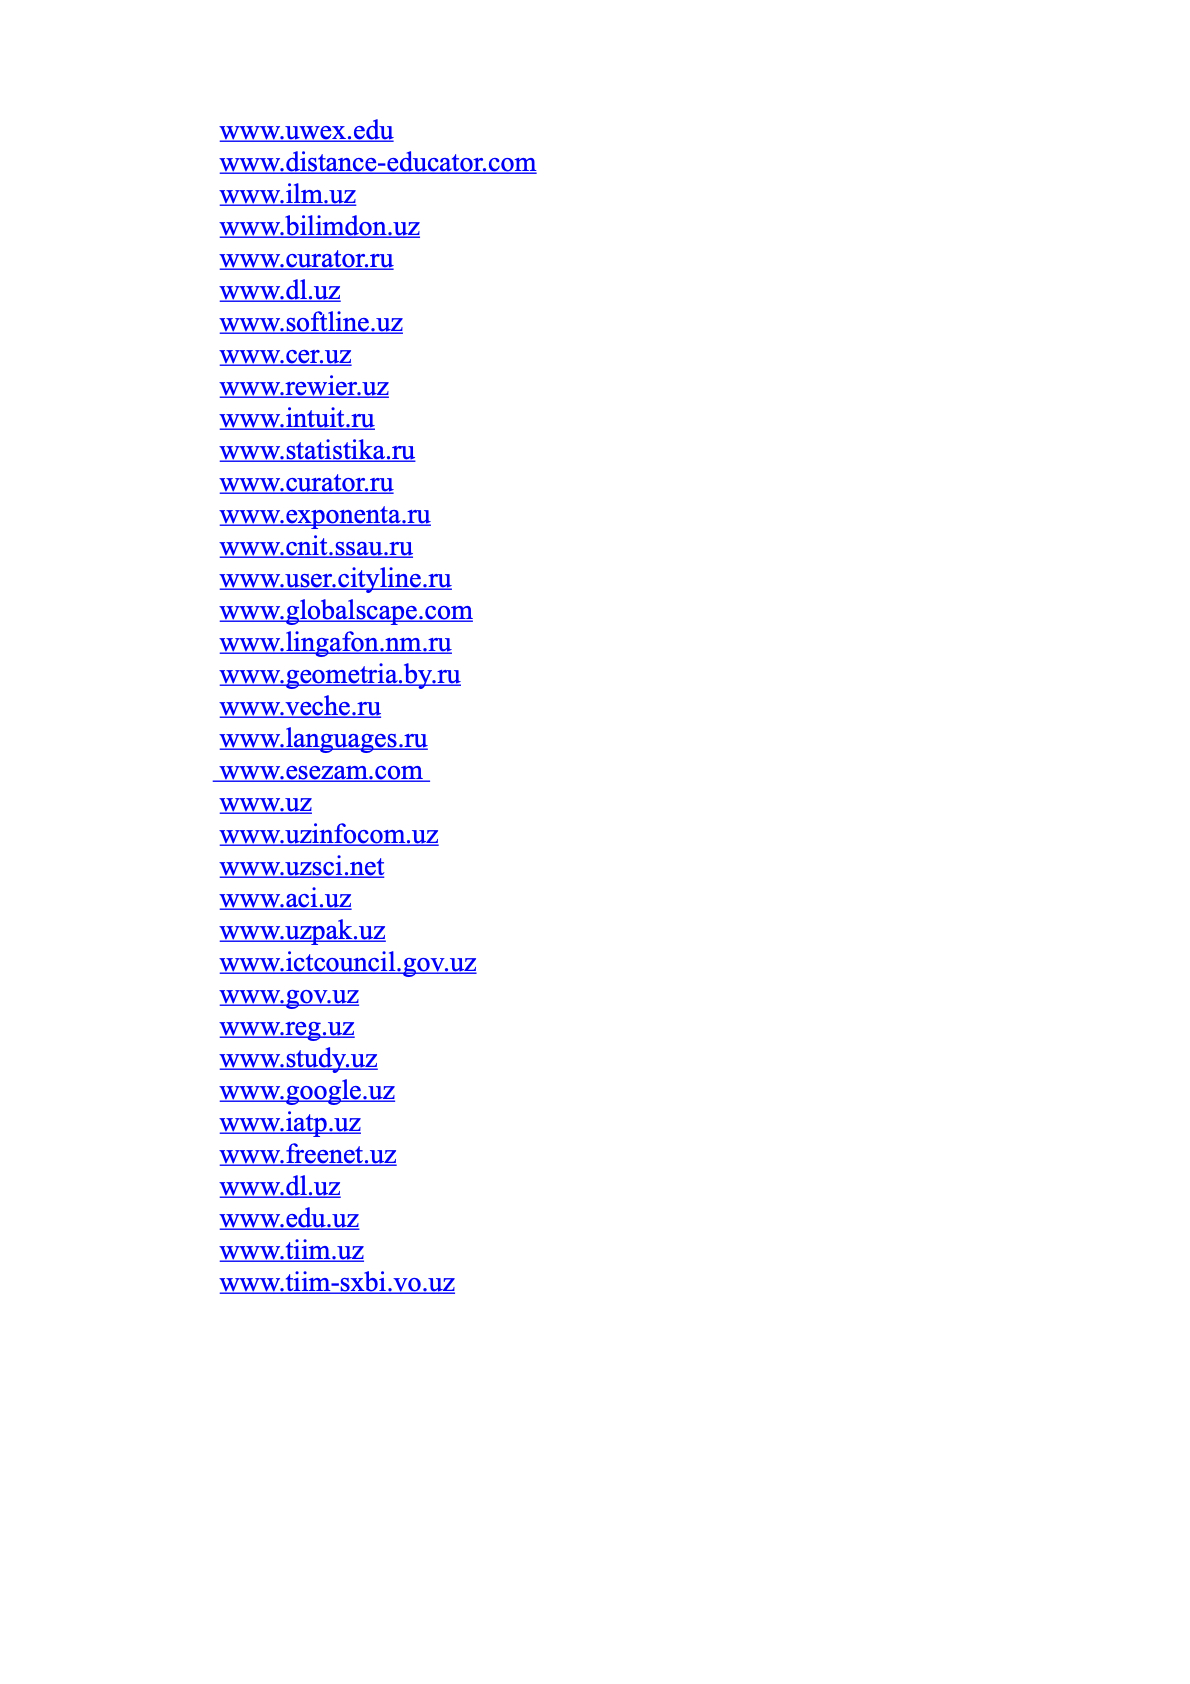 www.uwex.edu
www.distance-educator.com
www.ilm.uz
www.bilimdon.uz
www.curator.ru
www.dl.uz
www.softline.uz
www.cer.uz
www.rewier.uz
www.intuit.ru
www.statistika.ru
www.curator.ru
www.exponenta.ru
www.cnit.ssau.ru
www.user.cityline.ru
www.globalscape.com
www.lingafon.nm.ru
www.geometria.by.ru
www.veche.ru
www.languages.ru
www.esezam.com
www.uz
www.uzinfocom.uz
www.uzsci.net
www.aci.uz
www.uzpak.uz
www.ictcouncil.gov.uz
www.gov.uz
www.reg.uz
www.study.uz
www.google.uz
www.iatp.uz
www.freenet.uz
www.dl.uz
www.edu.uz
www.tiim.uz
www.tiim-sxbi.vo.uz